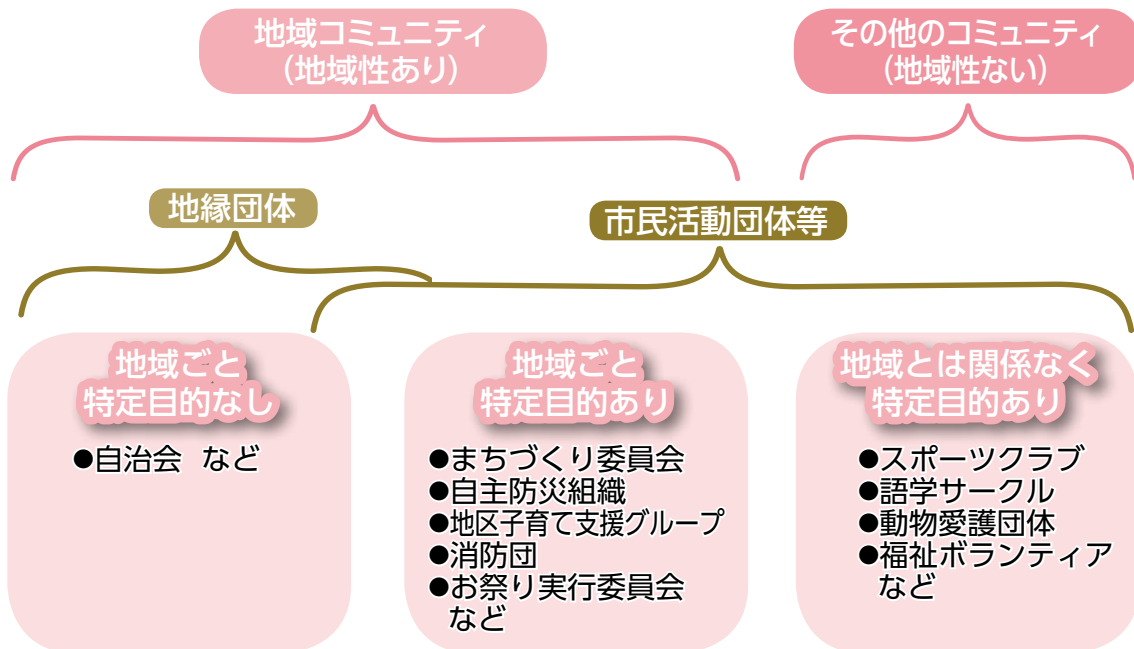 地域コミュニティ
（地域性あり）
その他のコミュニティ
（地域性ない）
地縁団体
市民活動団体等
地域ごと
特定目的なし
●自治会 など
地域ごと
特定目的あり
●まちづくり委員会
●自主防災組織
●地区子育て支援グループ
●消防団
●お祭り実行委員会
など
地域とは関係なく
特定目的あり
●スポーツクラブ
●語学サークル
●動物愛護団体
●福祉ボランティア
など